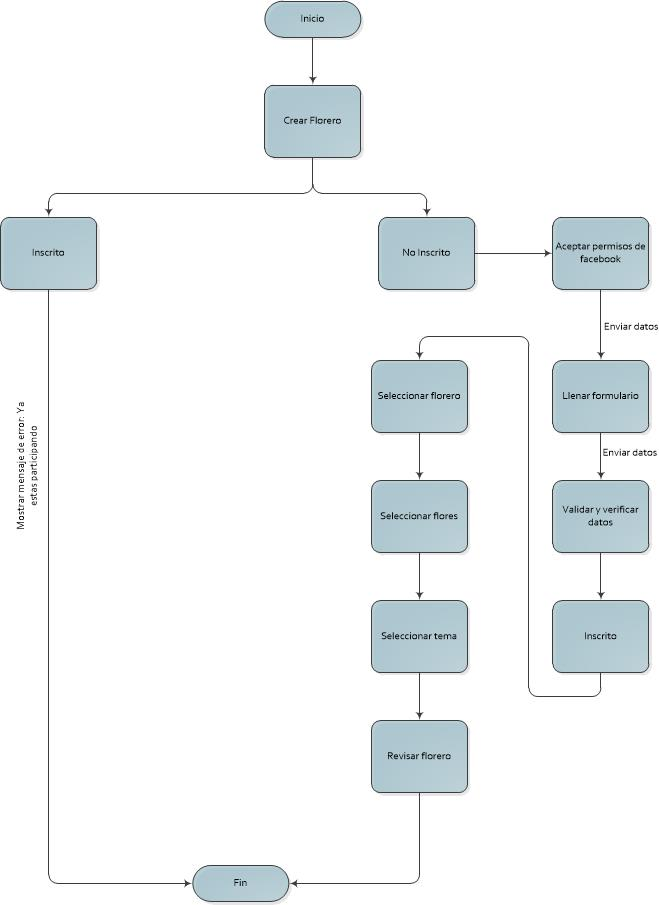 Inicio
Crear Florero
Inscrito
No Inscrito
Aceptar permisos de
facebook
Enviar datos
Seleccionar florero
Llenar formulario
Mostrar mensaje de error: Ya
estas participando
Enviar datos
Seleccionar flores
Validar y verificar
datos
Seleccionar tema
Inscrito
Revisar florero
Fin